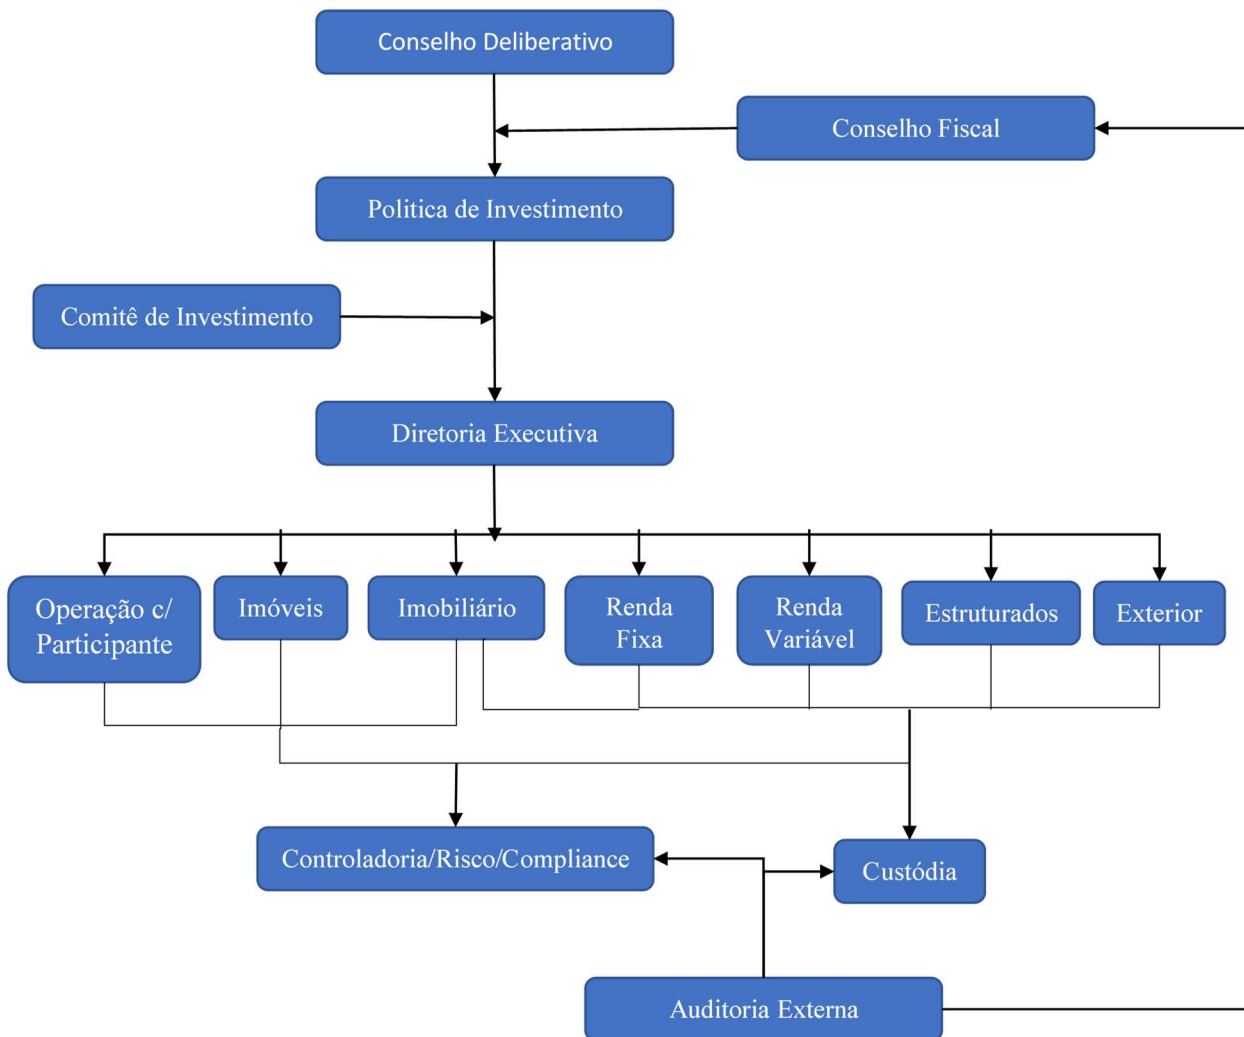 Conselho Deliberativo
Conselho Fiscal
Politica de Investimento
Comitê de Investimento
Diretoria Executiva
Operação c/
Participante
Imóveis
Imobiliário
Renda
Fixa
Renda
Variável
Estruturados
Exterior
Controladoria/Risco/Compliance
Custódia
Auditoria Externa